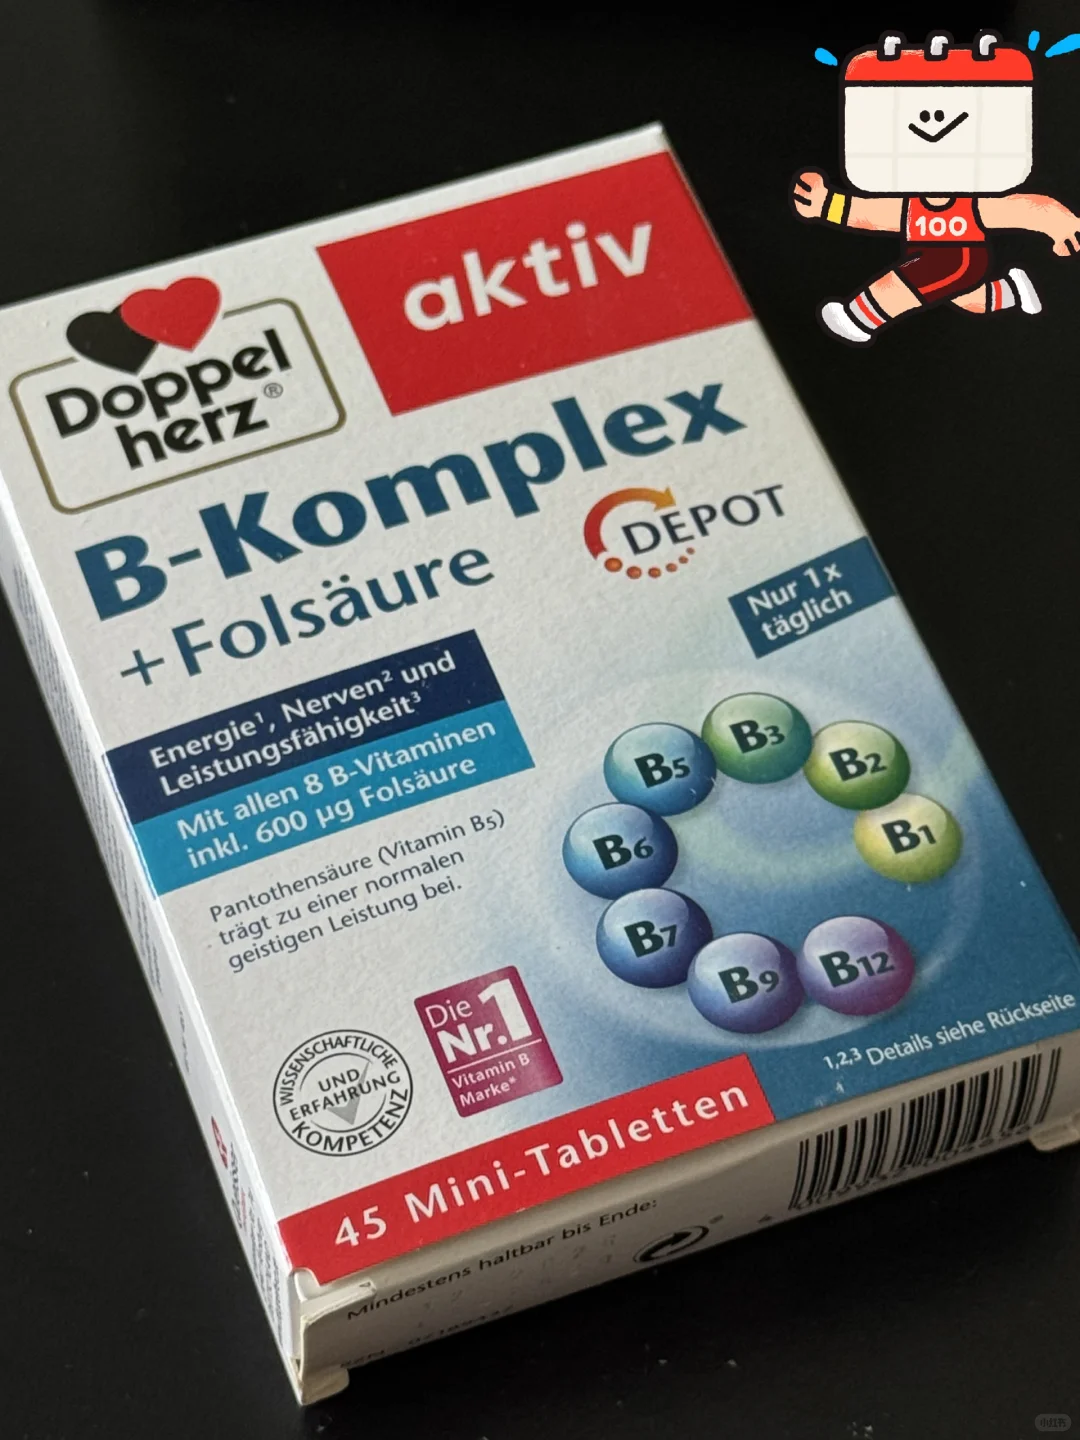 100
aktiv
Doppel
herz®
B-Komplex
+Folsäure
DEPOT
Nur 1x
täglich
Energie¹, Nerven² und
Leistungsfähigkeit³
Mit allen 8 B-Vitaminen
inkl. 600 µg Folsäure
Pantothensäure (Vitamin B5)
trägt zu einer normalen
geistigen Leistung bei.
B5
B3
B2
B1
B6
B7
B9
B12
Die
Nr.1
Vitamin B
Marke*
WISSENSCHAFTLICHE
UND
ERFAHRUNG
KOMPETENZ
1,2,3 Details siehe Rückseite
45 Mini-Tabletten
Mindestens haltbar bis Ende:
小红书